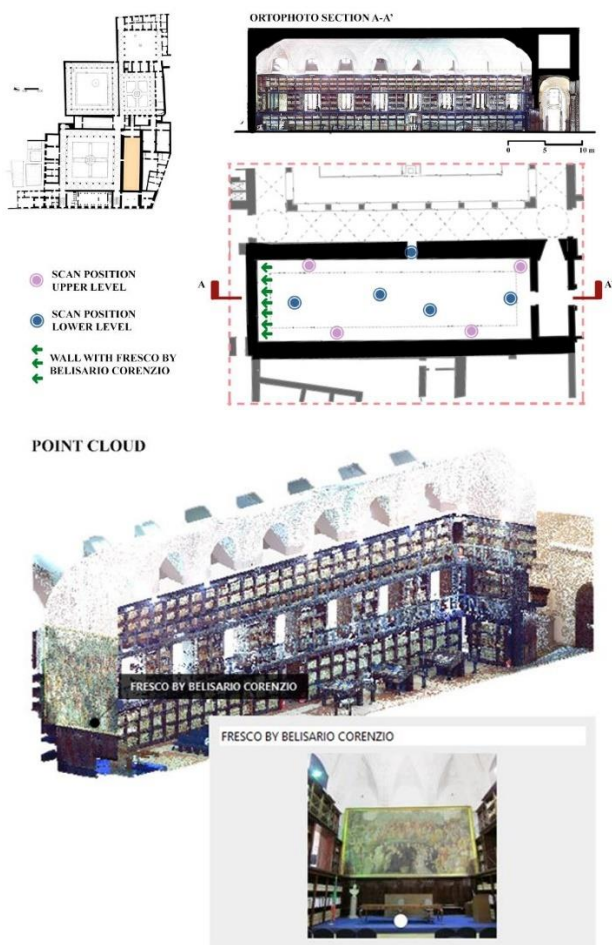 ORTOPHOTO SECTION A-A'
0 5 10 m
SCAN POSITION
UPPER LEVEL
SCAN POSITION
LOWER LEVEL
WALL WITH FRESCO BY
BELISARIO CORENZIO
A
A'
POINT CLOUD
FRESCO BY BELISARIO CORENZIO
FRESCO BY BELISARIO CORENZIO